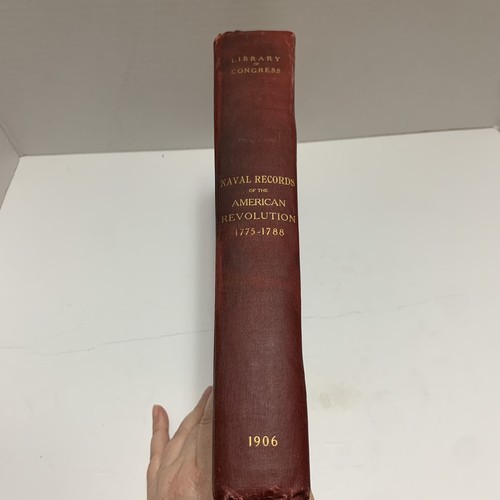 LIBRARY
OF
CONGRESS
NAVAL RECORDS
OF THE
AMERICAN
REVOLUTION
1775-1788
1906